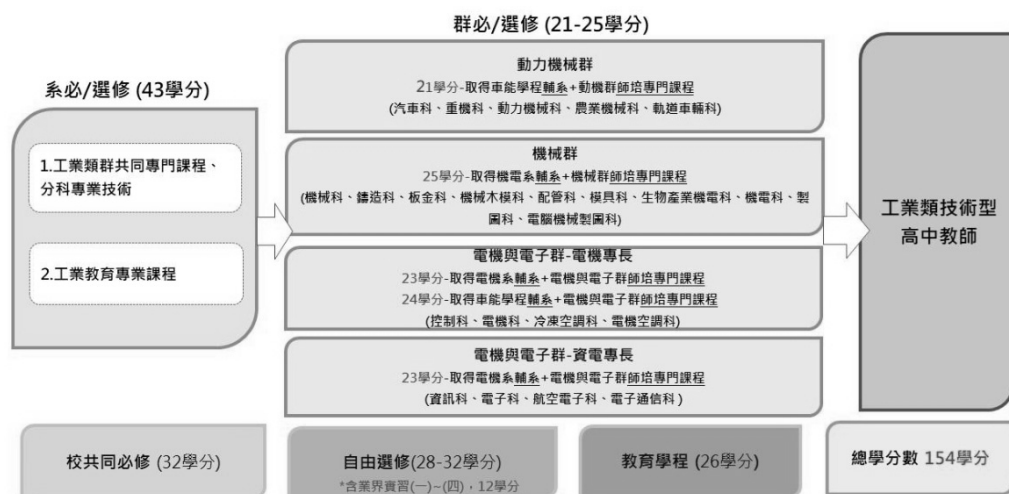 系必/選修 (43學分)
1.工業類群共同專門課程、
分科專業技術
2.工業教育專業課程
群必/選修 (21-25學分)
動力機械群
21學分-取得車能學程輔系+動機群師培專門課程
(汽車科、重機科、動力機械科、農業機械科、軌道車輛科)
機械群
25學分-取得機電系輔系+機械群師培專門課程
(機械科、鑄造科、板金科、機械木模科、配管科、模具科、生物產業機電科、機電科、製
圖科、電腦機械製圖科)
電機與電子群-電機專長
23學分-取得電機系輔系+電機與電子群師培專門課程
24學分-取得車能學程輔系+電機與電子群師培專門課程
(控制科、電機科、冷凍空調科、電機空調科)
電機與電子群-資電專長
23學分-取得電機系輔系+電機與電子群師培專門課程
(資訊科、電子科、航空電子科、電子通信科)
工業類技術型
高中教師
校共同必修 (32學分)
自由選修(28-32學分)
*含業界實習(一)~(四)，12學分
教育學程 (26學分)
總學分數 154學分